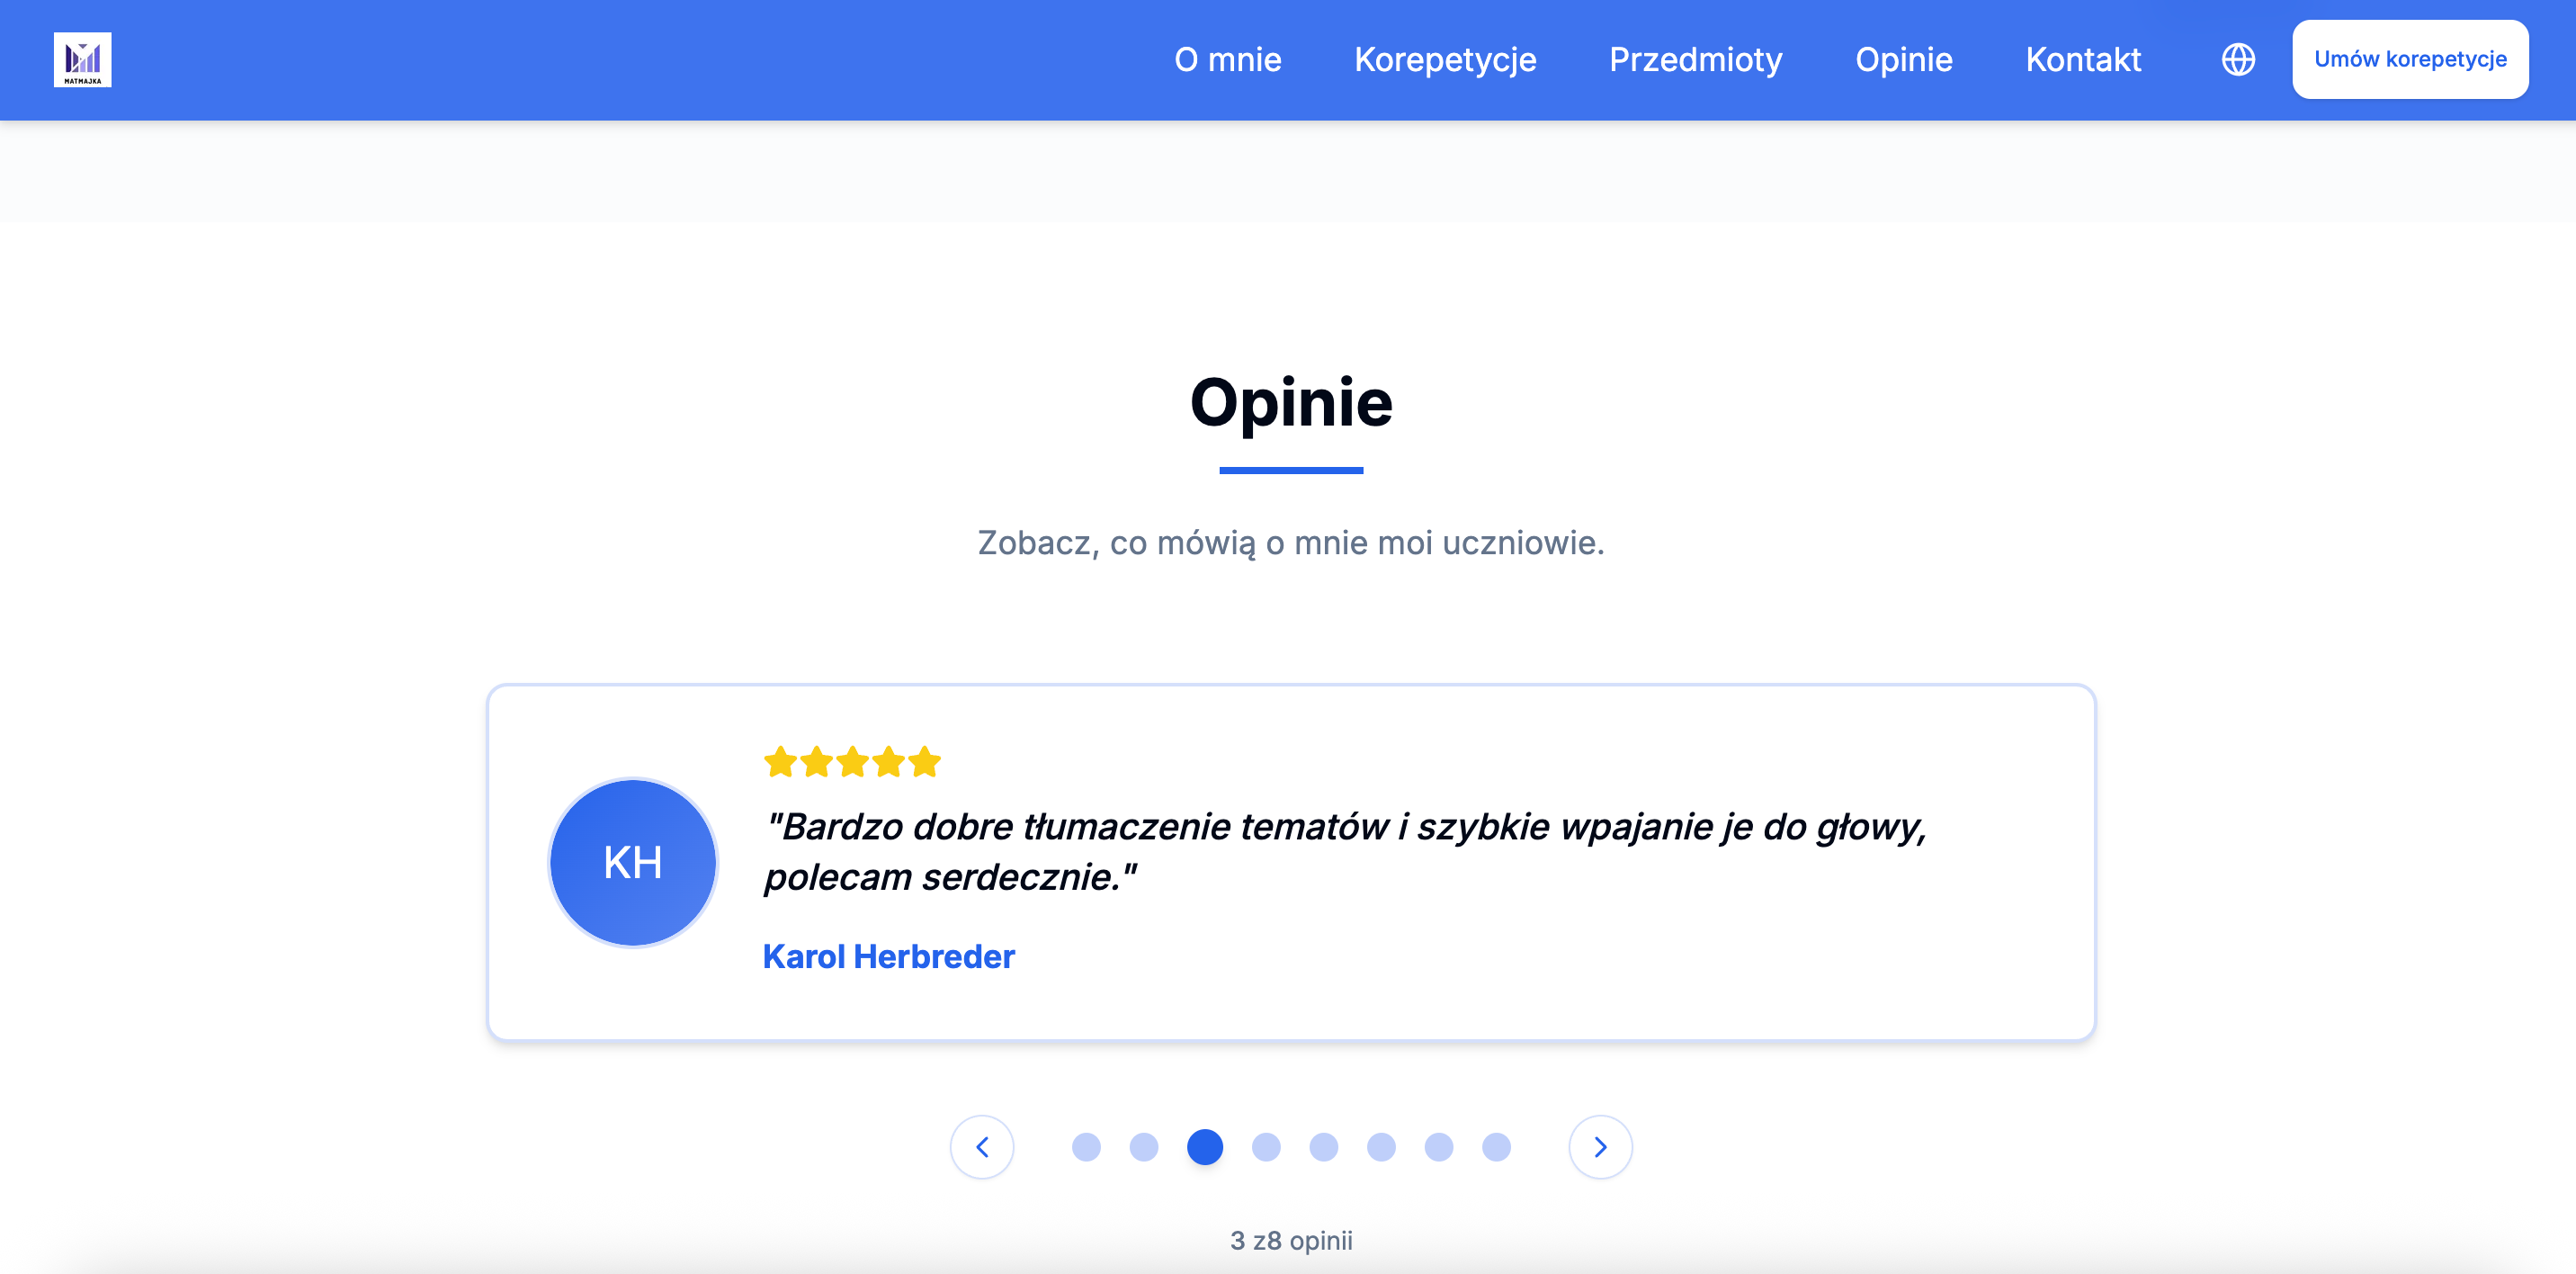 MATMAJKA
O mnie Korepetycje Przedmioty Opinie Kontakt Umów korepetycje
Opinie
Zobacz, co mówią o mnie moi uczniowie.
KH
"Bardzo dobre tłumaczenie tematów i szybkie wpajanie je do głowy,
polecam serdecznie."
Karol Herbreder
3 z8 opinii